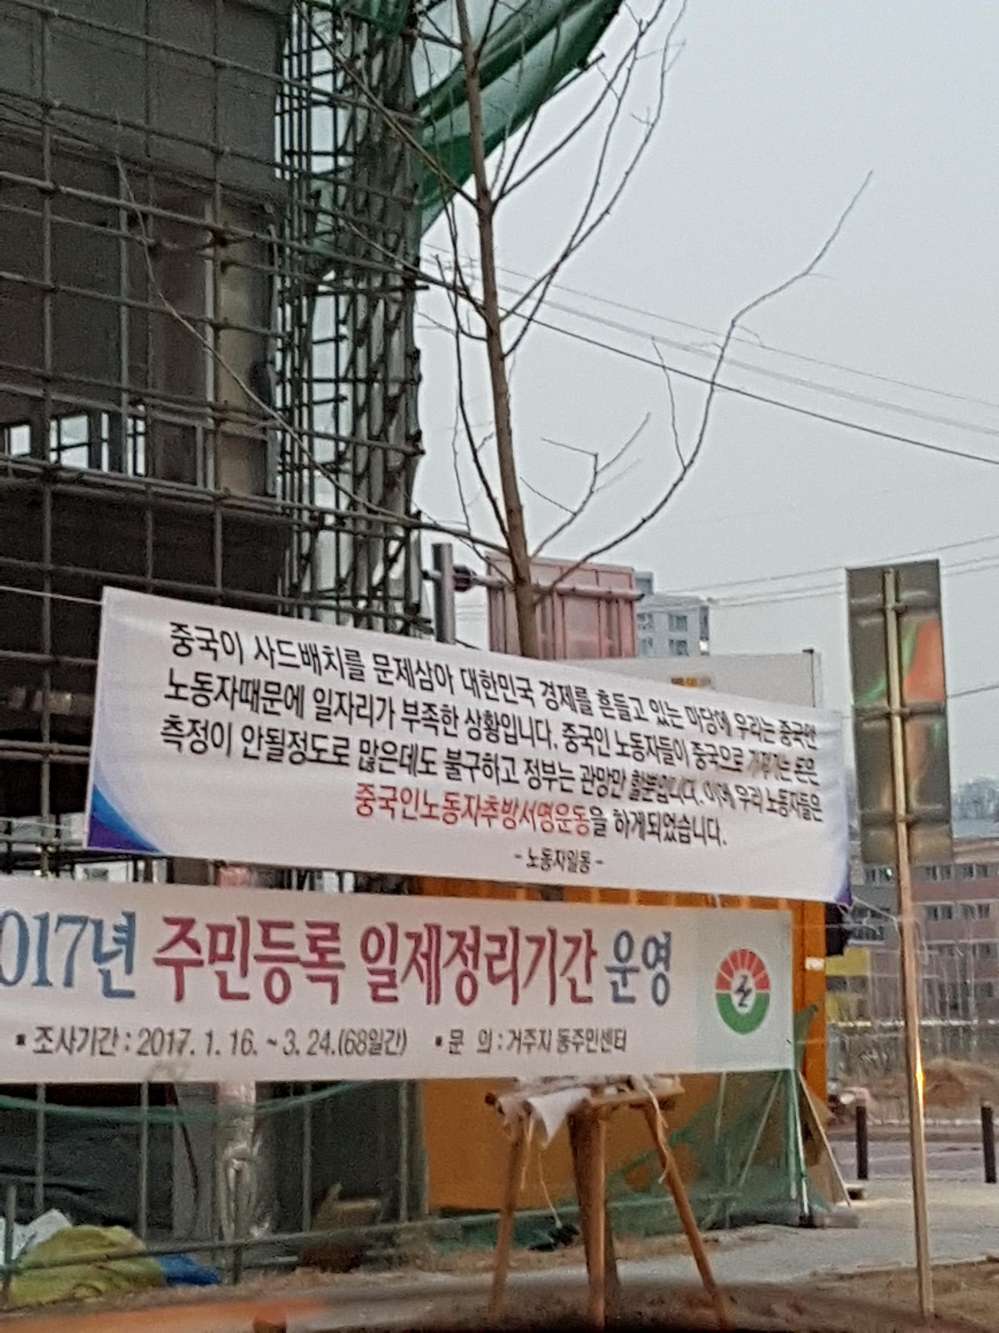 중국이 사드배치를 문제삼아 대한민국 경제를 흔들고 있는 마당에 우리는 중국인
노동자때문에 일자리가 부족한 상황입니다. 중국인 노동자들이 중국으로 가져가는 돈은
측정이 안될정도로 많은데도 불구하고 정부는 관망만 할뿐입니다. 이에 우리 노동자들은
중국인노동자추방서명운동을 하게되었습니다.
- 노동자일동 -
017년 주민등록 일제정리기간 운영
▪ 조사기간 : 2017. 1. 16. ~ 3. 24.(68일간) ▪ 문 의 : 거주지 동주민센터